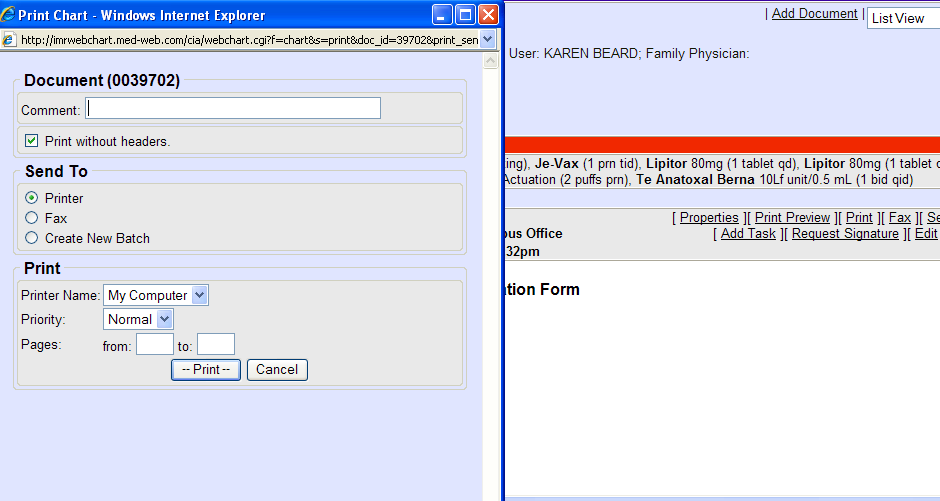 Print Chart - Windows Internet Explorer
http://imrwebchart.med-web.com/cia/webchart.cgi?f=chart&s=print&doc_id=39702&print_sen
Document (0039702)
Comment:
Print without headers.
Send To
Printer
Fax
Create New Batch
Print
Printer Name: My Computer
Priority: Normal
Pages: from: to:
-- Print -- Cancel
| Add Document | List View
User: KAREN BEARD; Family Physician:
ing), Je-Vax (1 prn tid), Lipitor 80mg (1 tablet qd), Lipitor 80mg (1 tablet
Actuation (2 puffs prn), Te Anatoxal Berna 10Lf unit/0.5 mL (1 bid qid)
[ Properties ][ Print Preview ][ Print ][ Fax ][ Se
pus Office [ Add Task ][ Request Signature ][ Edit
32pm
ation Form